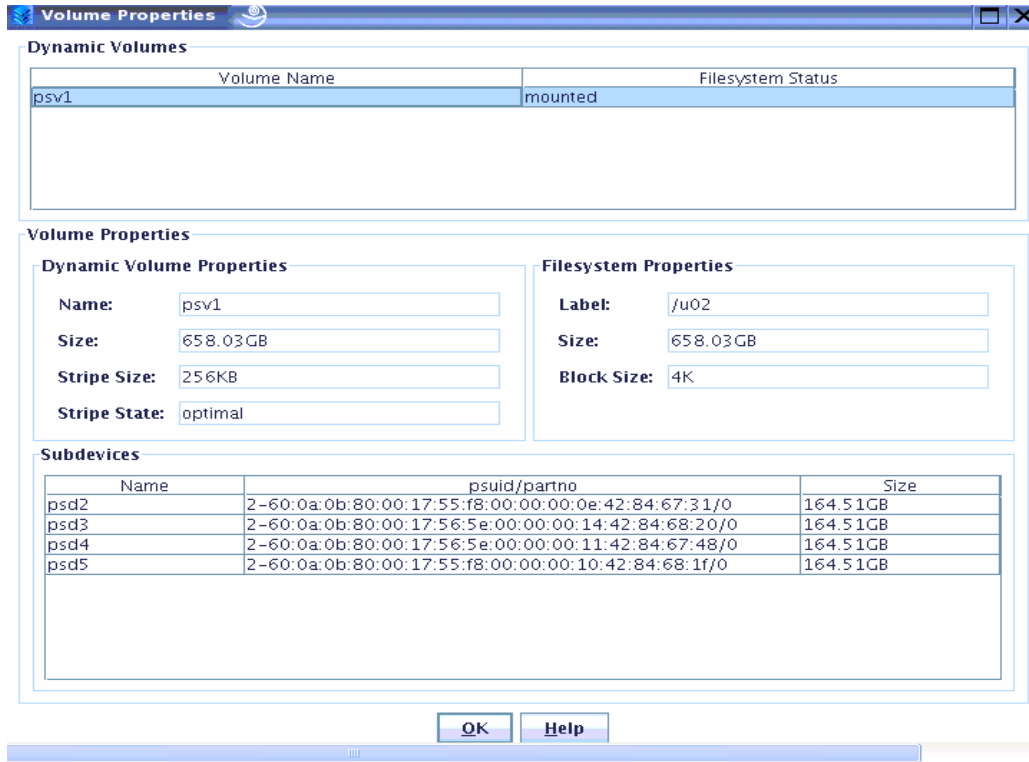 Volume Properties
Dynamic Volumes
Volume Name Filesystem Status
psv1 mounted
Volume Properties
Dynamic Volume Properties
Name: psv1
Size: 658.03GB
Stripe Size: 256KB
Stripe State: optimal
Filesystem Properties
Label: /u02
Size: 658.03GB
Block Size: 4K
Subdevices
Name psuid/partno Size
psd2 2-60:0a:0b:80:00:17:55:f8:00:00:00:0e:42:84:67:31/0 164.51GB
psd3 2-60:0a:0b:80:00:17:56:5e:00:00:00:14:42:84:68:20/0 164.51GB
psd4 2-60:0a:0b:80:00:17:56:5e:00:00:00:11:42:84:67:48/0 164.51GB
psd5 2-60:0a:0b:80:00:17:55:f8:00:00:00:10:42:84:68:1f/0 164.51GB
OK Help